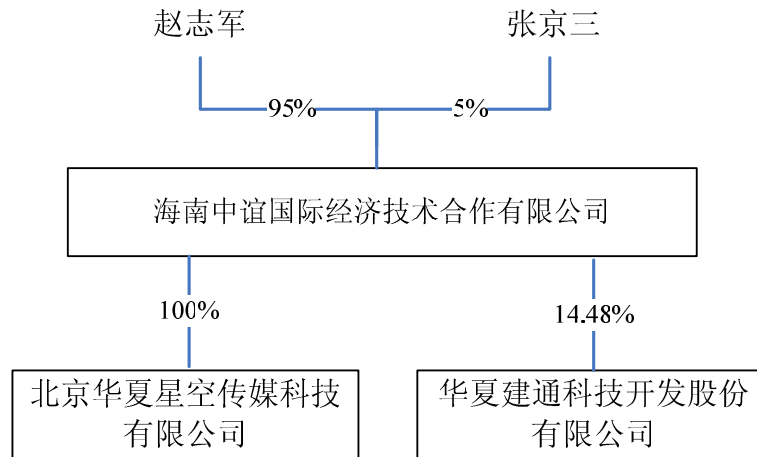 赵志军 张京三
95% 5%
海南中谊国际经济技术合作有限公司
100% 14.48%
北京华夏星空传媒科技
有限公司
华夏建通科技开发股份
有限公司